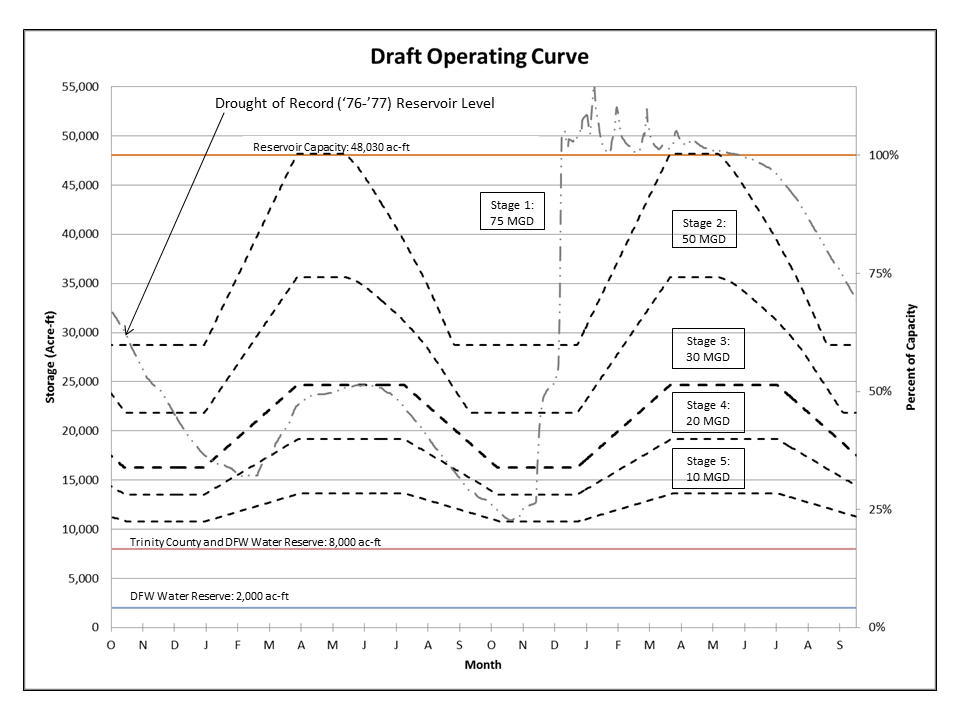 Draft Operating Curve
55,000
50,000
45,000
40,000
35,000
30,000
25,000
20,000
15,000
10,000
5,000
0
Storage (Acre-ft)
Drought of Record ('76-'77) Reservoir Level
Reservoir Capacity: 48,030 ac-ft
Stage 1:
75 MGD
Stage 2:
50 MGD
Stage 3:
30 MGD
Stage 4:
20 MGD
Stage 5:
10 MGD
Trinity County and DFW Water Reserve: 8,000 ac-ft
DFW Water Reserve: 2,000 ac-ft
100%
75%
50%
25%
0%
Percent of Capacity
O N D J F M A M J J A S O N D J F M A M J J A S
Month